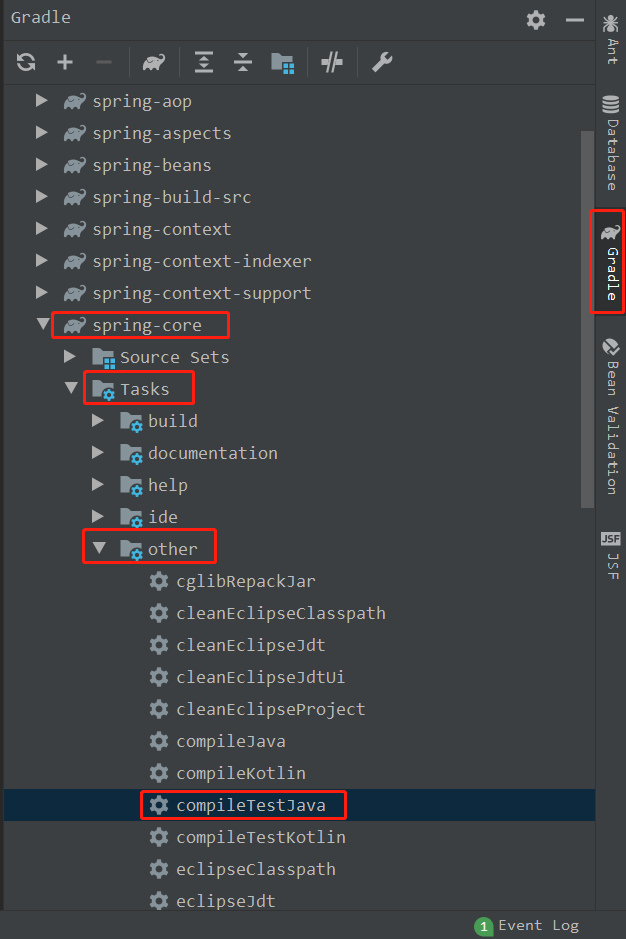 Gradle
spring-aop
spring-aspects
spring-beans
spring-build-src
spring-context
spring-context-indexer
spring-context-support
spring-core
Source Sets
Tasks
build
documentation
help
ide
other
cglibRepackJar
cleanEclipseClasspath
cleanEclipseJdt
cleanEclipseJdtUi
cleanEclipseProject
compileJava
compileKotlin
compileTestJava
compileTestKotlin
eclipseClasspath
eclipseJdt
Ant
Database
Gradle
Bean Validation
JSF
JSF
1 Event Log